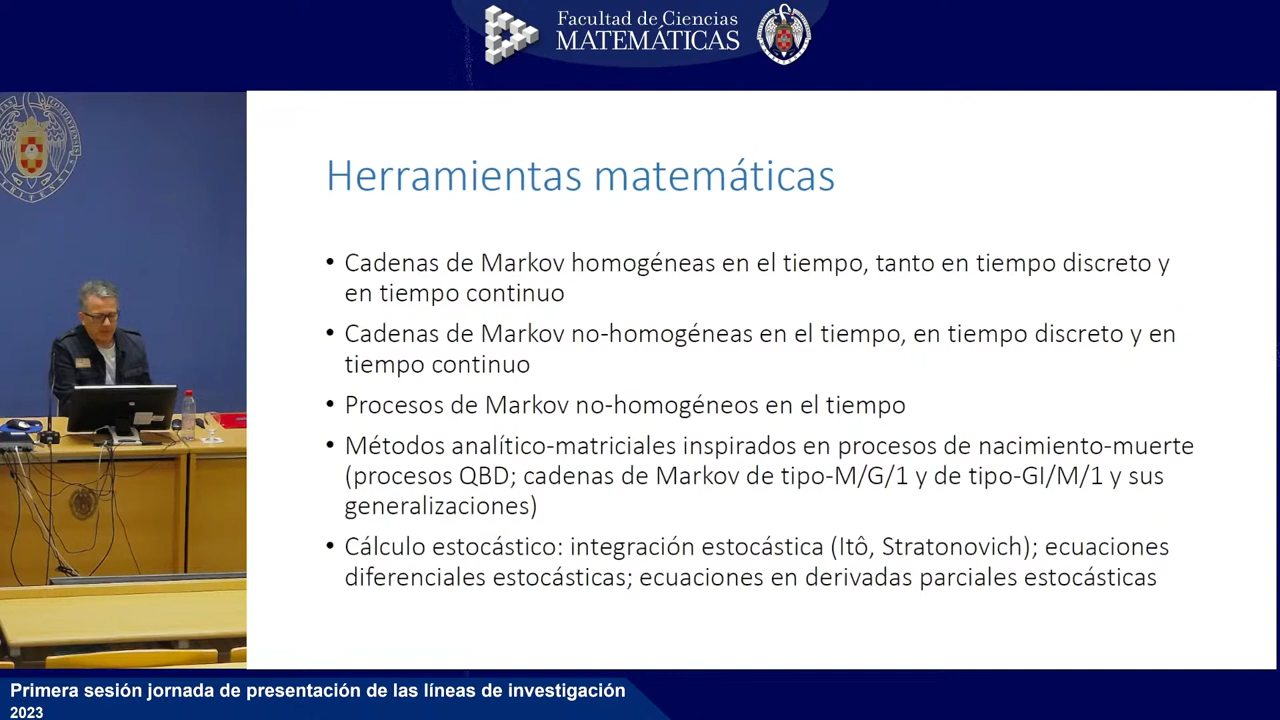 Facultad de Ciencias
MATEMÁTICAS
Herramientas matemáticas
• Cadenas de Markov homogéneas en el tiempo, tanto en tiempo discreto y
en tiempo continuo
• Cadenas de Markov no-homogéneas en el tiempo, en tiempo discreto y en
tiempo continuo
• Procesos de Markov no-homogéneos en el tiempo
• Métodos analítico-matriciales inspirados en procesos de nacimiento-muerte
(procesos QBD; cadenas de Markov de tipo-M/G/1 y de tipo-GI/M/1 y sus
generalizaciones)
• Cálculo estocástico: integración estocástica (Itô, Stratonovich); ecuaciones
diferenciales estocásticas; ecuaciones en derivadas parciales estocásticas
Primera sesión jornada de presentación de las líneas de investigación
2023